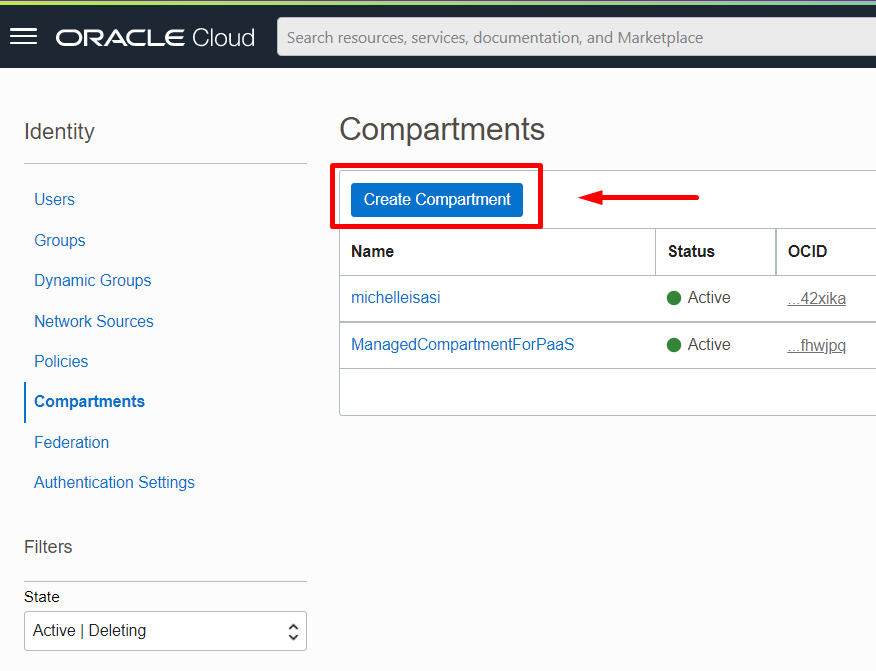 ORACLE Cloud
Search resources, services, documentation, and Marketplace
Identity
Users
Groups
Dynamic Groups
Network Sources
Policies
Compartments
Federation
Authentication Settings
Filters
State
Active | Deleting
Compartments
Create Compartment
Name Status OCID
michelleisasi Active ...42xika
ManagedCompartmentForPaaS Active ...fhwjpq